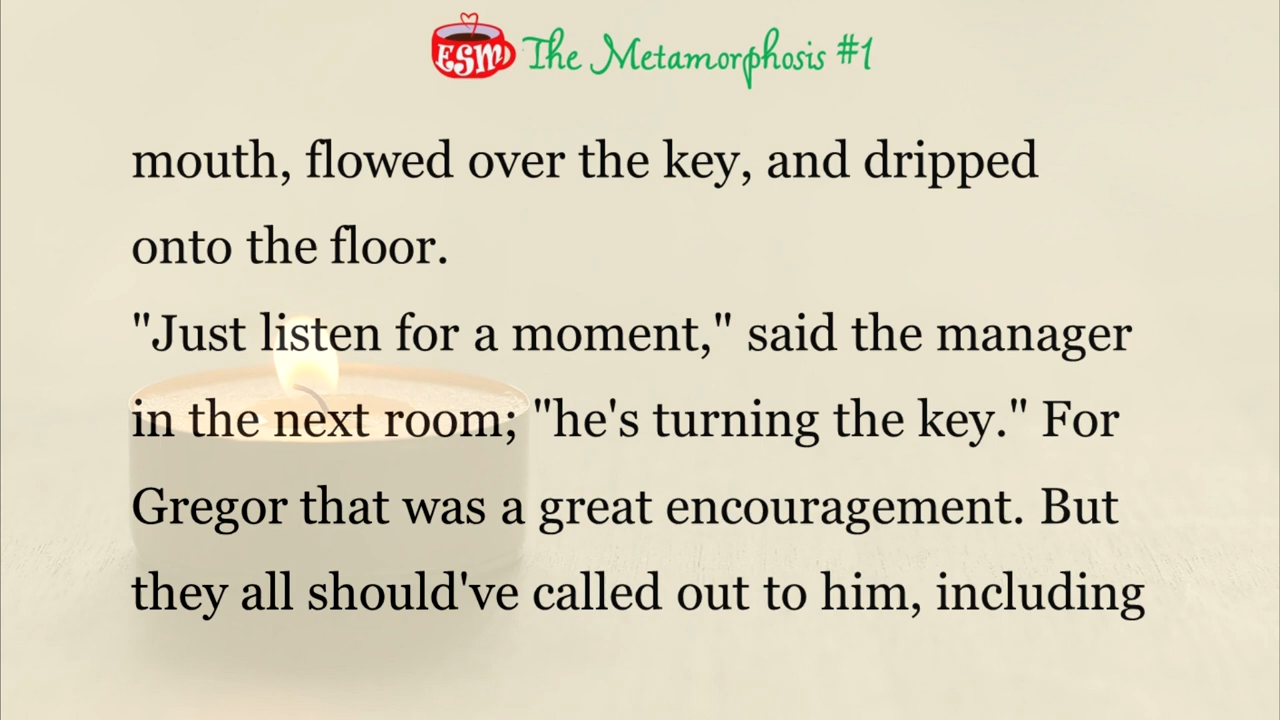 ESM The Metamorphosis #1
mouth, flowed over the key, and dripped
onto the floor.
"Just listen for a moment," said the manager
in the next room; "he's turning the key." For
Gregor that was a great encouragement. But
they all should've called out to him, including